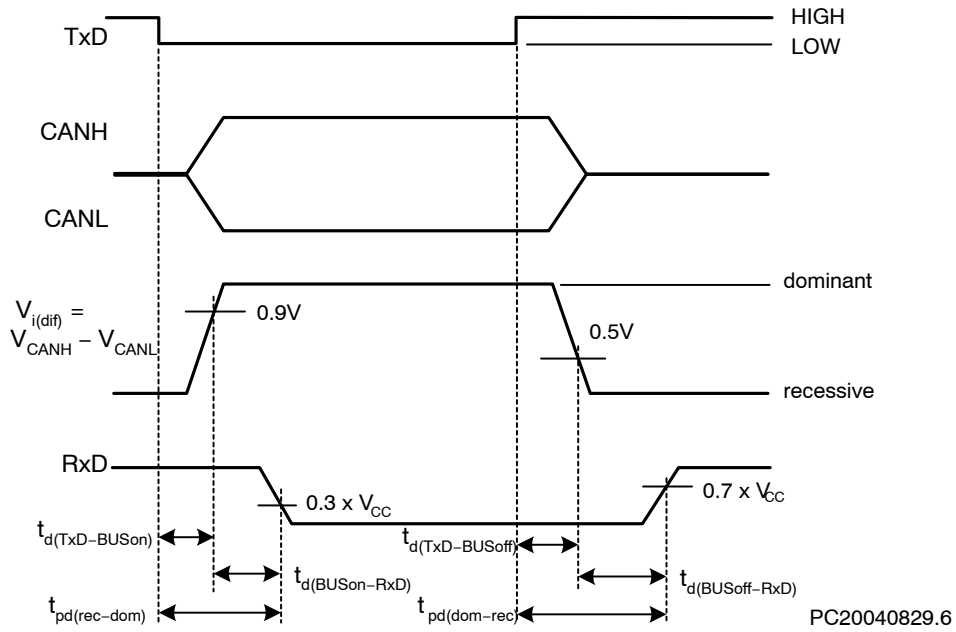 TxD
HIGH
LOW
CANH
CANL
dominant
V_i(dif) =
V_CANH − V_CANL
0.9V
0.5V
recessive
RxD
0.3 x V_CC
0.7 x V_CC
t_d(TxD−BUSon)
t_d(TxD−BUSoff)
t_d(BUSon−RxD)
t_d(BUSoff−RxD)
t_pd(rec−dom)
t_pd(dom−rec)
PC20040829.6